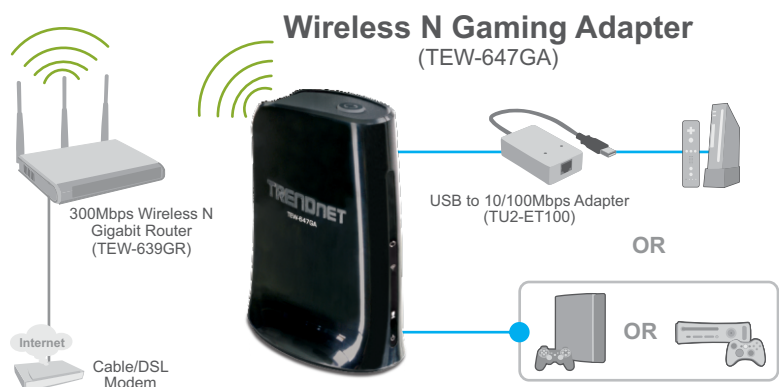 Wireless N Gaming Adapter
(TEW-647GA)
TRENDNET
TEW-647GA
300Mbps Wireless N
Gigabit Router
(TEW-639GR)
USB to 10/100Mbps Adapter
(TU2-ET100)
OR
OR
Internet
Cable/DSL
Modem